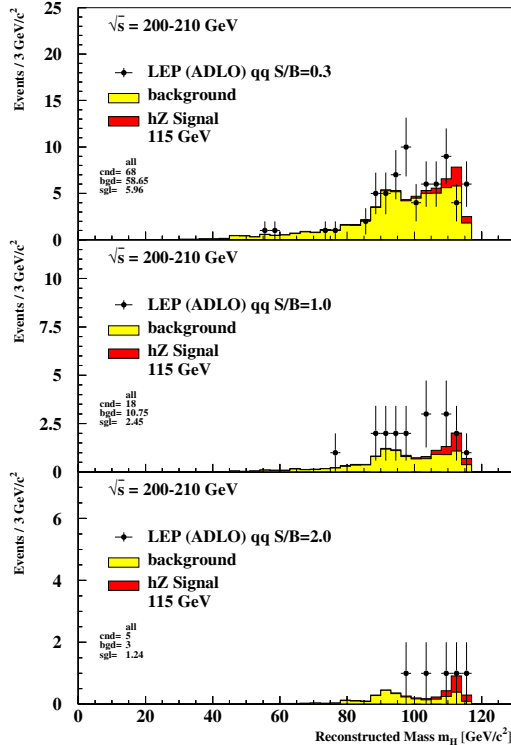 Events / 3 GeV/c²
25
20
15
10
5
0
√s = 200-210 GeV
LEP (ADLO) qq S/B=0.3
background
hZ Signal
115 GeV
all
cnd= 68
bgd= 58.65
sgl= 5.96
Events / 3 GeV/c²
10
7.5
5
2.5
0
√s = 200-210 GeV
LEP (ADLO) qq S/B=1.0
background
hZ Signal
115 GeV
all
cnd= 18
bgd= 10.75
sgl= 2.45
Events / 3 GeV/c²
6
4
2
0
√s = 200-210 GeV
LEP (ADLO) qq S/B=2.0
background
hZ Signal
115 GeV
all
cnd= 5
bgd= 3
sgl= 1.24
0 20 40 60 80 100 120
Reconstructed Mass m_H [GeV/c²]